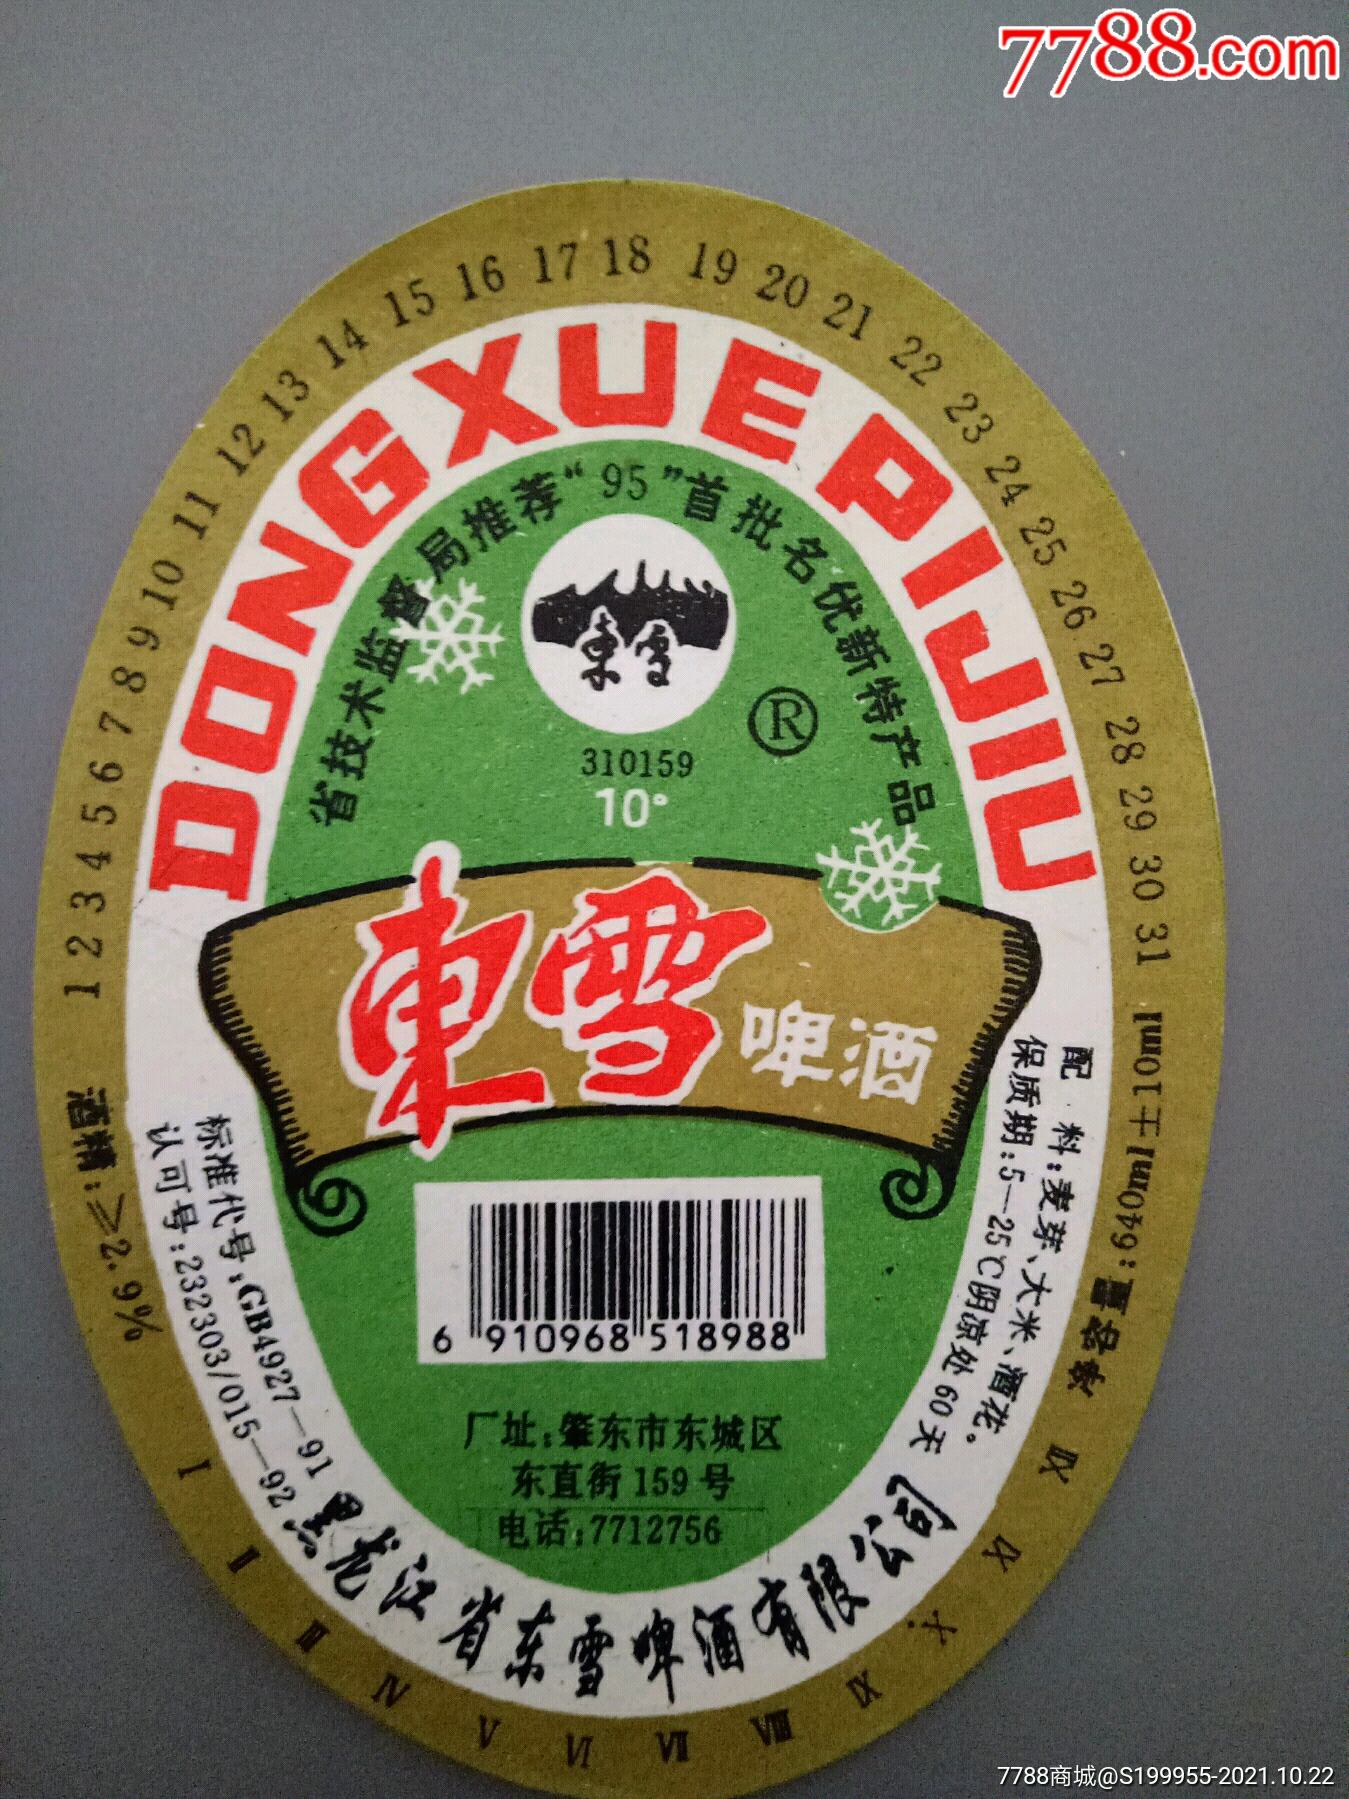 7788.com
1 2 3 4 5 6 7 8 9 10 11 12 13 14 15 16 17 18 19 20 21 22 23 24 25 26 27 28 29 30 31
DONGXUEPIJIU
省技术监督局推荐“95”首批名优新特产品
東雪
®
310159
10°
東雪啤酒
酒精:≥2.6%
标准代号:GB4927—91
认可号:232303/015—92
配 料:麦芽、大米、酒花。
保质期:5—25℃阴凉处60天
净容量:640ml±10ml
6 910968 518988
厂址:肇东市东城区
东直街159号
电话:7712756
黑龙江省东雪啤酒有限公司
I II III IV V VI VII VIII IX X
7788商城@S199955-2021.10.22